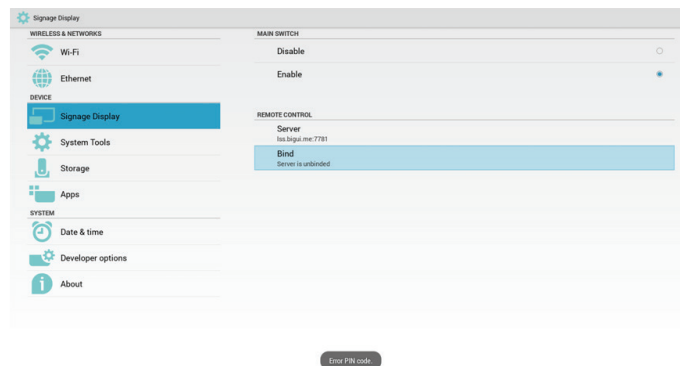 Signage Display
WIRELESS & NETWORKS
Wi-Fi
Ethernet
DEVICE
Signage Display
System Tools
Storage
Apps
SYSTEM
Date & time
Developer options
About
MAIN SWITCH
Disable
Enable
REMOTE CONTROL
Server
lss.bigui.me:7781
Bind
Server is unbinded
Error PIN code.